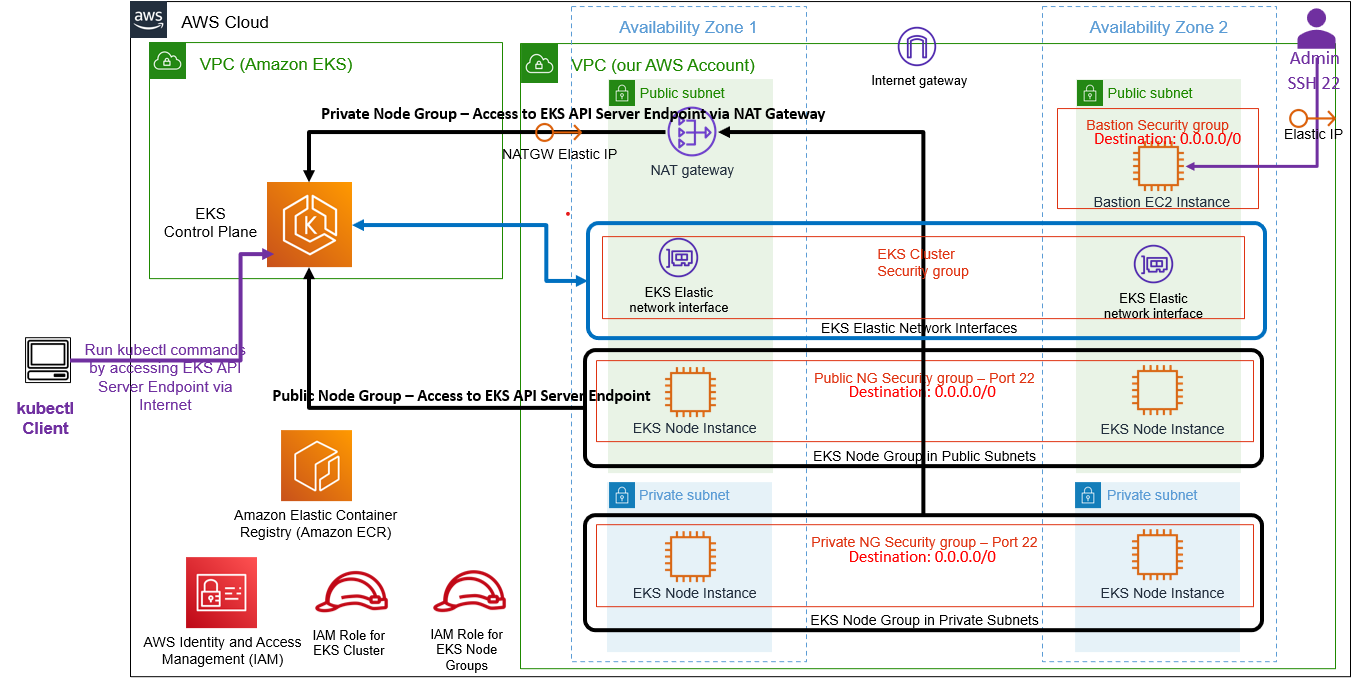 aws
AWS Cloud
Availability Zone 1
Availability Zone 2
VPC (Amazon EKS)
VPC (our AWS Account)
Internet gateway
Admin
SSH 22
Public subnet
Public subnet
Private Node Group – Access to EKS API Server Endpoint via NAT Gateway
Bastion Security group
Destination: 0.0.0.0/0
Elastic IP
NATGW Elastic IP
NAT gateway
Bastion EC2 Instance
EKS
Control Plane
K
EKS Cluster
Security group
EKS Elastic
network interface
EKS Elastic
network interface
EKS Elastic Network Interfaces
Run kubectl commands
by accessing EKS API
Server Endpoint via
Internet
kubectl
Client
Public Node Group – Access to EKS API Server Endpoint
Public NG Security group – Port 22
Destination: 0.0.0.0/0
EKS Node Instance
EKS Node Instance
EKS Node Group in Public Subnets
Private subnet
Private subnet
Amazon Elastic Container
Registry (Amazon ECR)
Private NG Security group – Port 22
Destination: 0.0.0.0/0
EKS Node Instance
EKS Node Instance
EKS Node Group in Private Subnets
AWS Identity and Access
Management (IAM)
IAM Role for
EKS Cluster
IAM Role for
EKS Node
Groups